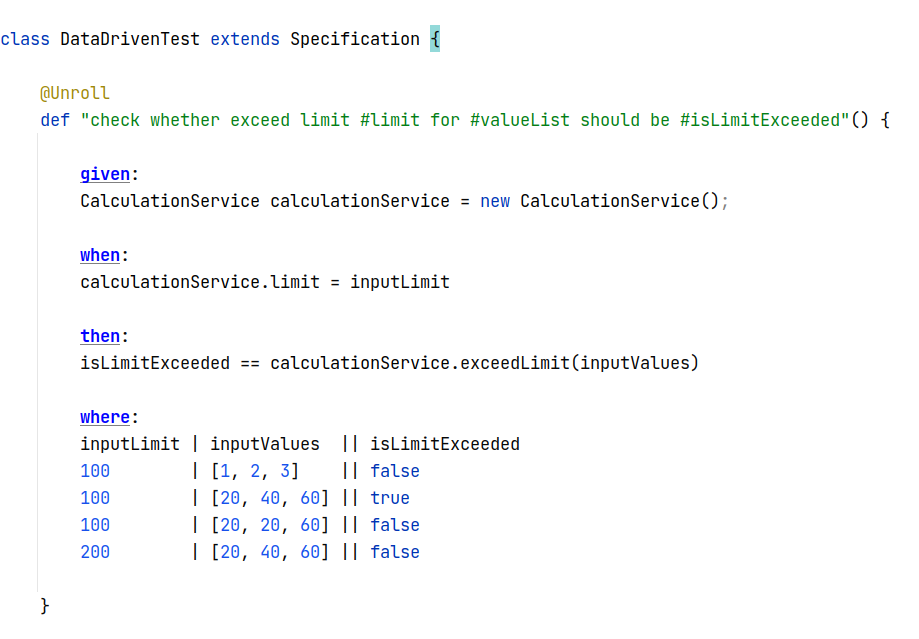 class DataDrivenTest extends Specification {
@Unroll
def "check whether exceed limit #limit for #valueList should be #isLimitExceeded"() {
given:
CalculationService calculationService = new CalculationService();
when:
calculationService.limit = inputLimit
then:
isLimitExceeded == calculationService.exceedLimit(inputValues)
where:
inputLimit | inputValues || isLimitExceeded
100 | [1, 2, 3] || false
100 | [20, 40, 60] || true
100 | [20, 20, 60] || false
200 | [20, 40, 60] || false
}